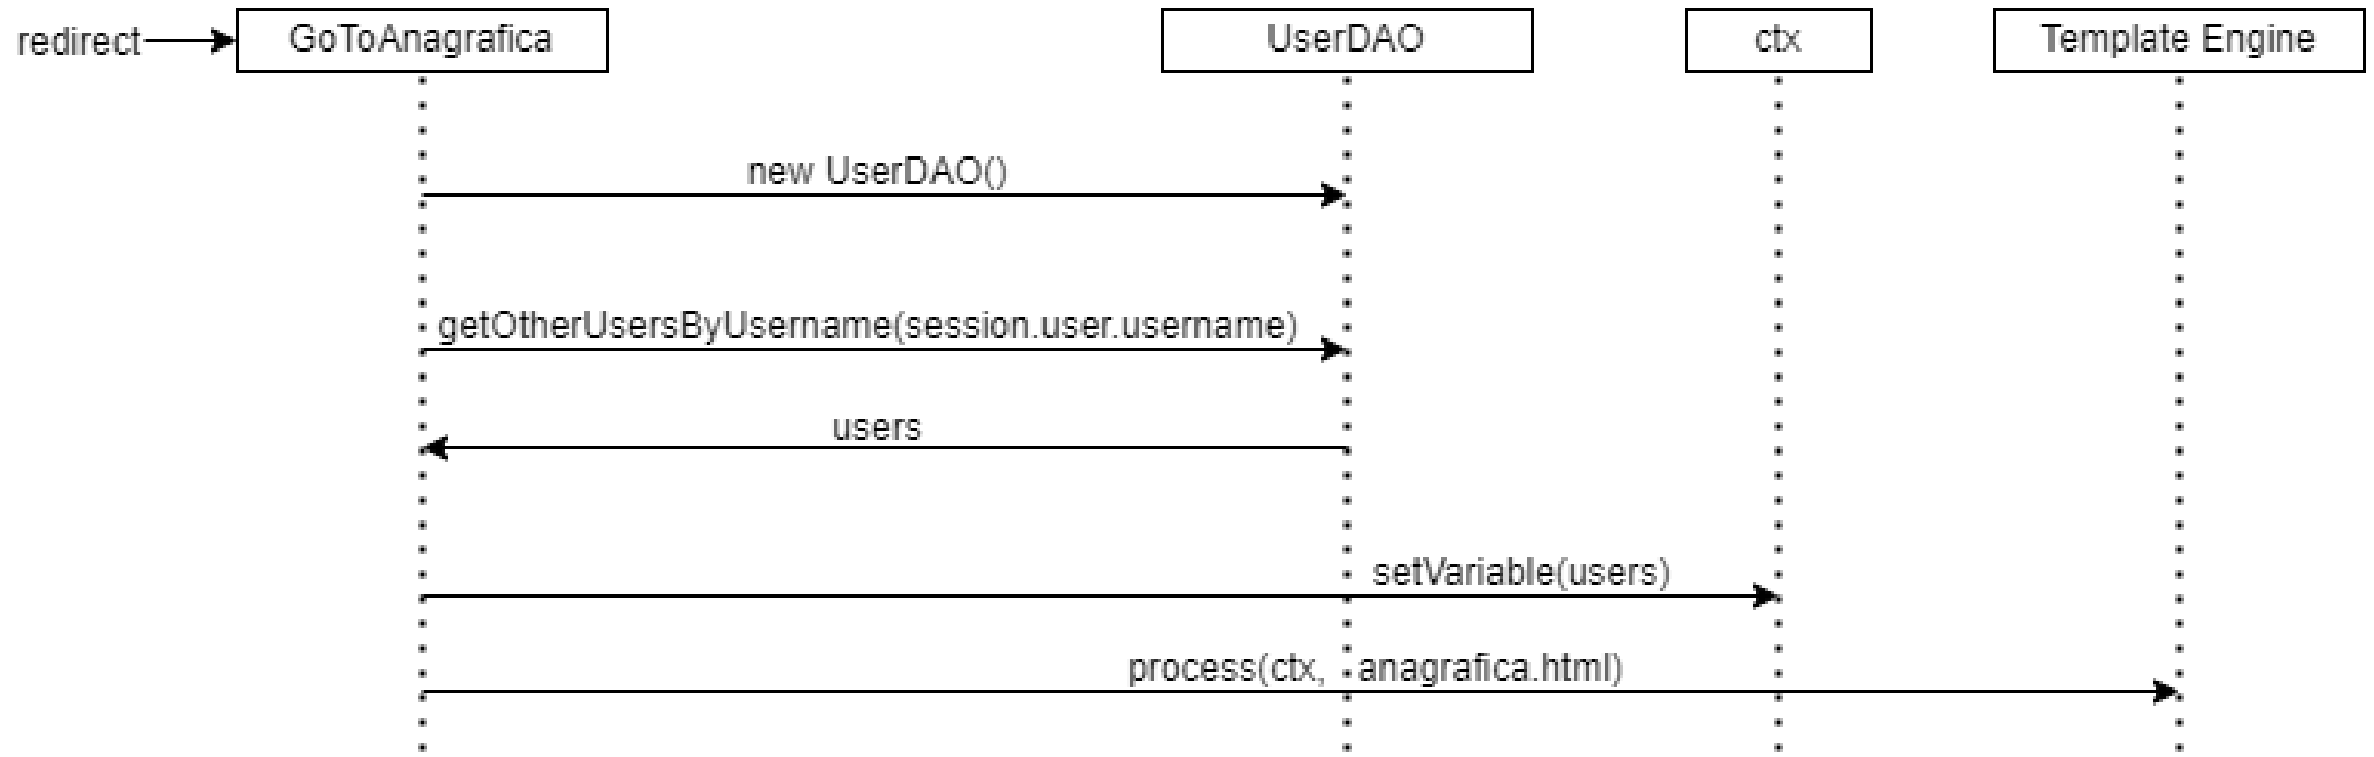 redirect
GoToAnagrafica
UserDAO
ctx
Template Engine
new UserDAO()
getOtherUsersByUsername(session.user.username)
users
setVariable(users)
process(ctx, anagrafica.html)